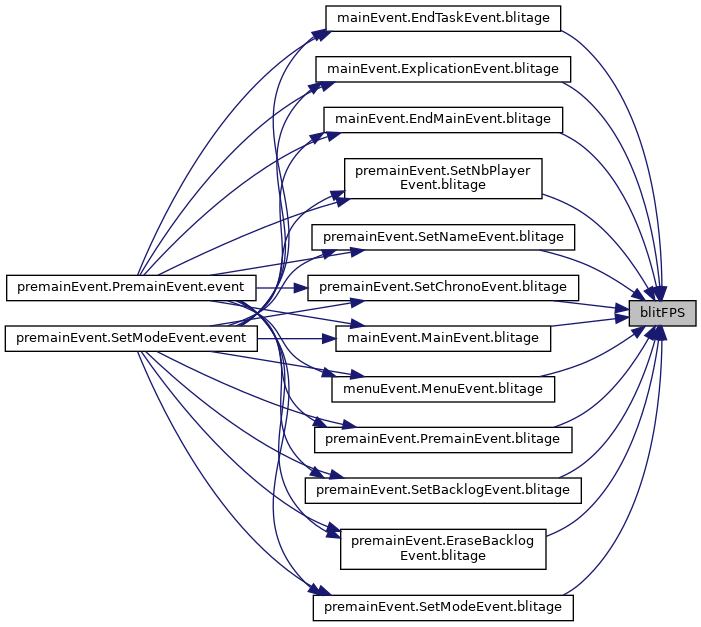 mainEvent.EndTaskEvent.blitage
mainEvent.ExplicationEvent.blitage
mainEvent.EndMainEvent.blitage
premainEvent.SetNbPlayer
Event.blitage
premainEvent.SetNameEvent.blitage
premainEvent.PremainEvent.event
premainEvent.SetChronoEvent.blitage
blitFPS
premainEvent.SetModeEvent.event
mainEvent.MainEvent.blitage
menuEvent.MenuEvent.blitage
premainEvent.PremainEvent.blitage
premainEvent.SetBacklogEvent.blitage
premainEvent.EraseBacklog
Event.blitage
premainEvent.SetModeEvent.blitage